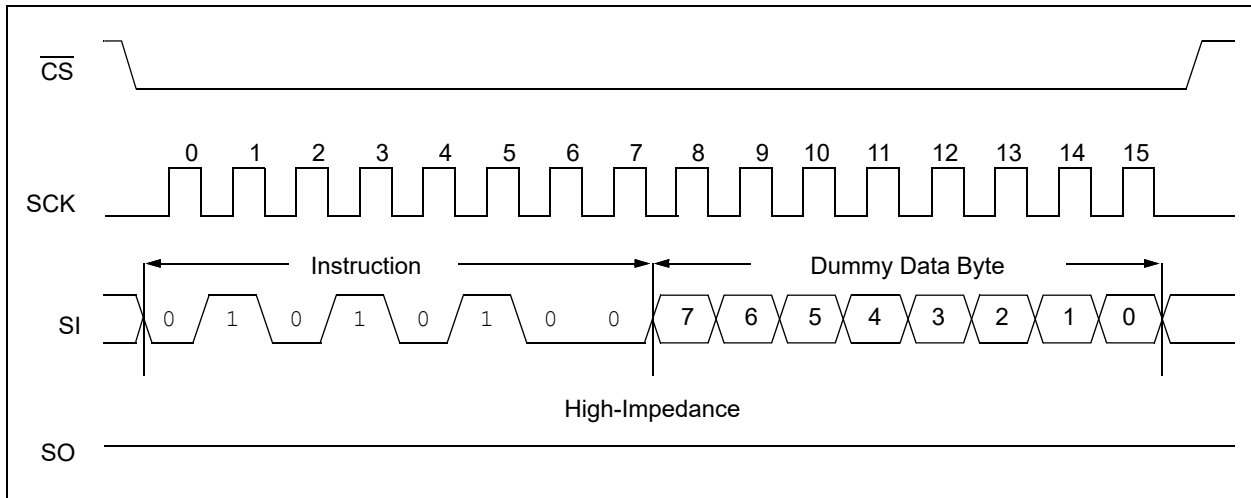 CS
0 1 2 3 4 5 6 7 8 9 10 11 12 13 14 15
SCK
Instruction Dummy Data Byte
SI 0 1 0 1 0 1 0 0 7 6 5 4 3 2 1 0
High-Impedance
SO